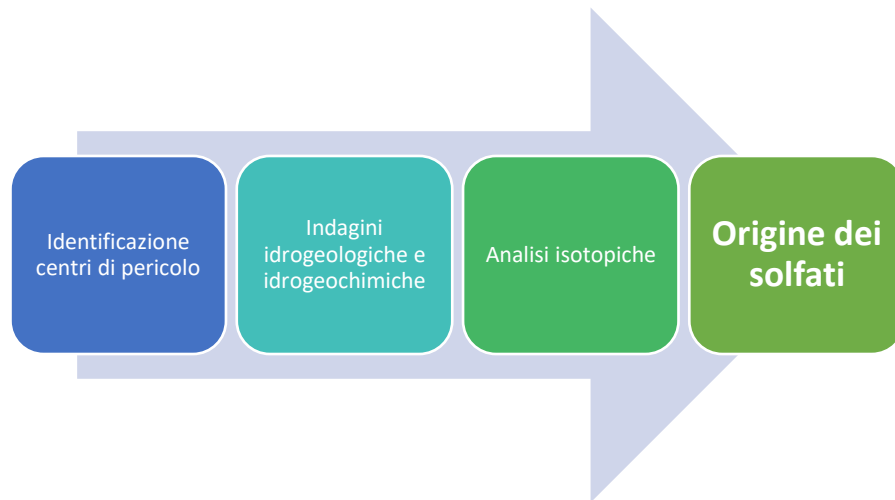 Identificazione
centri di pericolo
Indagini
idrogeologiche e
idrogeochimiche
Analisi isotopiche
Origine dei
solfati